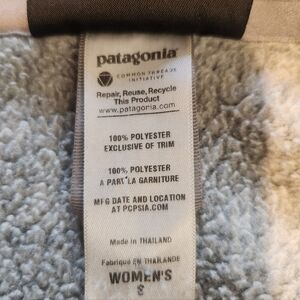 patagonia
COMMON THREADS
INITIATIVE
Repair, Reuse, Recycle
This Product
www.patagonia.com
100% POLYESTER
EXCLUSIVE OF TRIM
100% POLYESTER
A PART LA GARNITURE
MFG DATE AND LOCATION
AT PCPSIA.COM
Made in THAILAND
Fabriqué EN THAILANDE
WOMEN'S
S